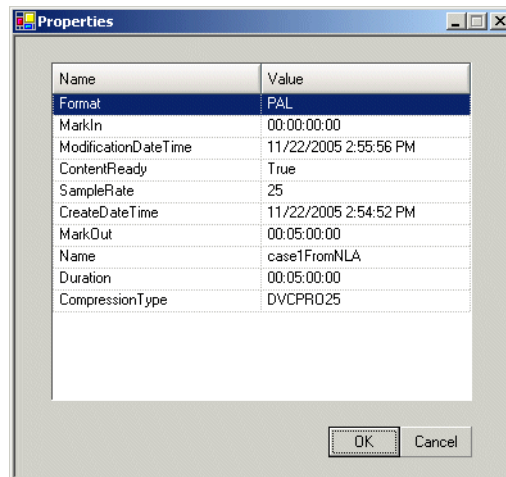 Properties
Name Value
Format PAL
MarkIn 00:00:00:00
ModificationDateTime 11/22/2005 2:55:56 PM
ContentReady True
SampleRate 25
CreateDateTime 11/22/2005 2:54:52 PM
MarkOut 00:05:00:00
Name case1FromNLA
Duration 00:05:00:00
CompressionType DVCPRO25
OK Cancel